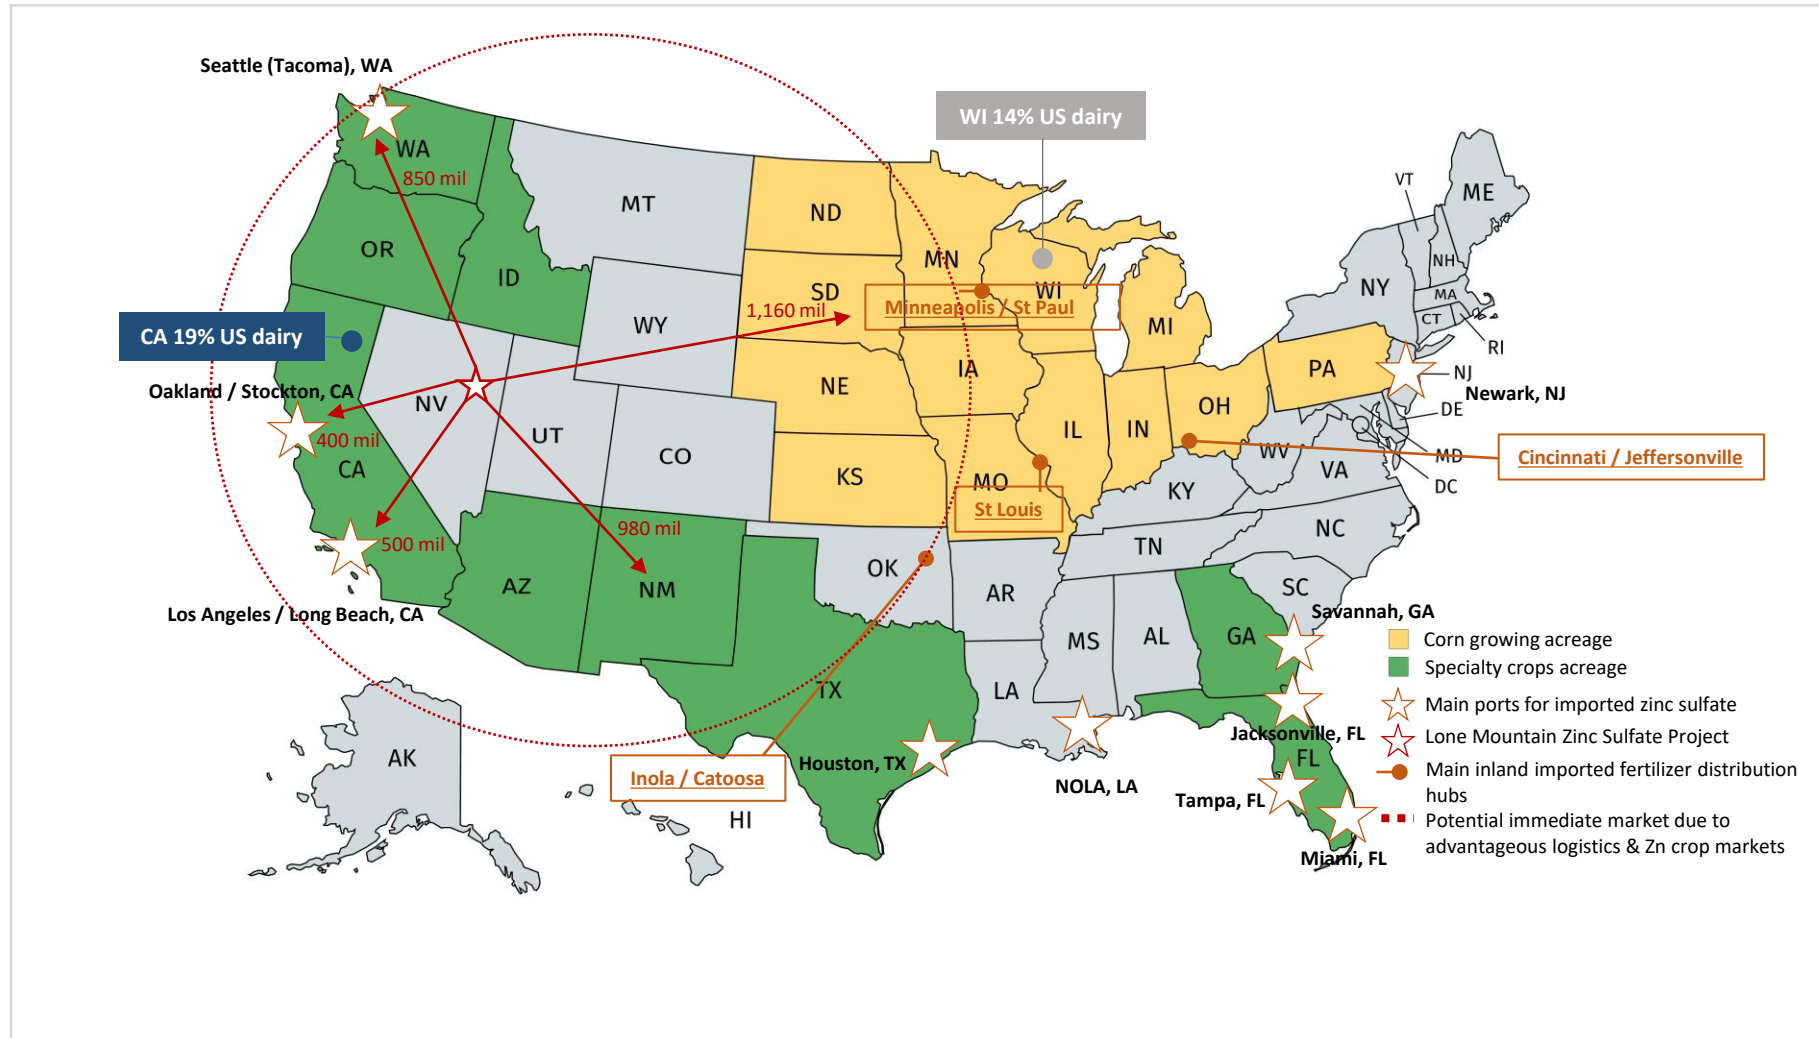 Seattle (Tacoma), WA
WI 14% US dairy
WA
850 mil
MT
ND
MN
VT
ME
OR
ID
NH
NY
MA
CT
RI
SD
WI
Minneapolis / St Paul
1,160 mil
WY
MI
CA 19% US dairy
IA
PA
NJ
Oakland / Stockton, CA
NE
Newark, NJ
NV
OH
DE
400 mil
UT
IL
IN
CO
CA
KS
MO
WV
VA
MD
Cincinnati / Jeffersonville
DC
KY
St Louis
500 mil
980 mil
NC
TN
OK
AZ
NM
AR
SC
Los Angeles / Long Beach, CA
Savannah, GA
MS
AL
GA
Corn growing acreage
Specialty crops acreage
TX
LA
Main ports for imported zinc sulfate
Jacksonville, FL
Lone Mountain Zinc Sulfate Project
AK
FL
Houston, TX
Inola / Catoosa
NOLA, LA
Main inland imported fertilizer distribution
hubs
Tampa, FL
HI
Potential immediate market due to
advantageous logistics & Zn crop markets
Miami, FL